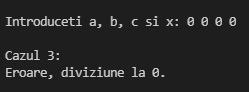 Introduceti a, b, c si x: 0 0 0 0
Cazul 3:
Eroare, diviziune la 0.